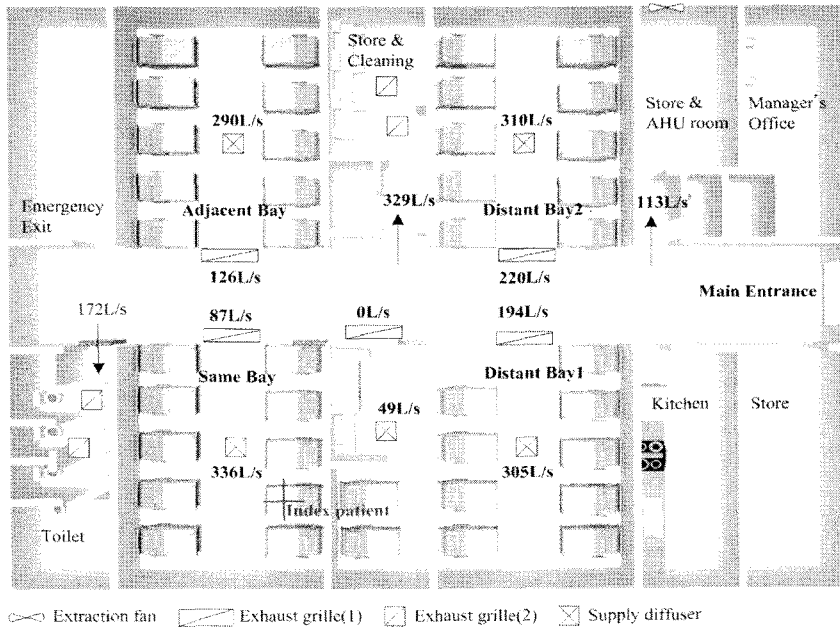 Store &
Cleaning
290L/s
310L/s
Store &
AHU room
Manager's
Office
Emergency
Exit
Adjacent Bay
329L/s
Distant Bay2
113L/s
126L/s
220L/s
Main Entrance
172L/s
87L/s
0L/s
194L/s
Same Bay
Distant Bay1
49L/s
Kitchen
Store
336L/s
305L/s
Index patient
Toilet
Extraction fan
Exhaust grille(1)
Exhaust grille(2)
Supply diffuser